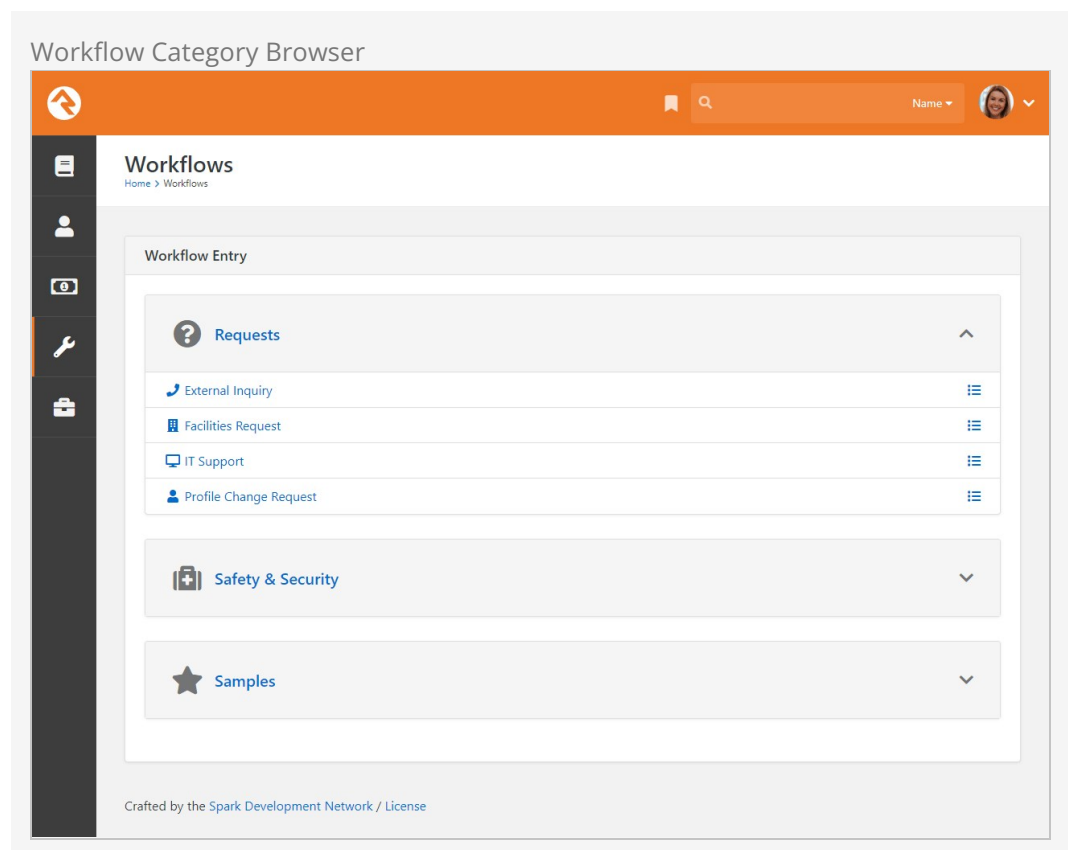 Workflow Category Browser
Name
Workflows
Home > Workflows
Workflow Entry
Requests
External Inquiry
Facilities Request
IT Support
Profile Change Request
Safety & Security
Samples
Crafted by the Spark Development Network / License